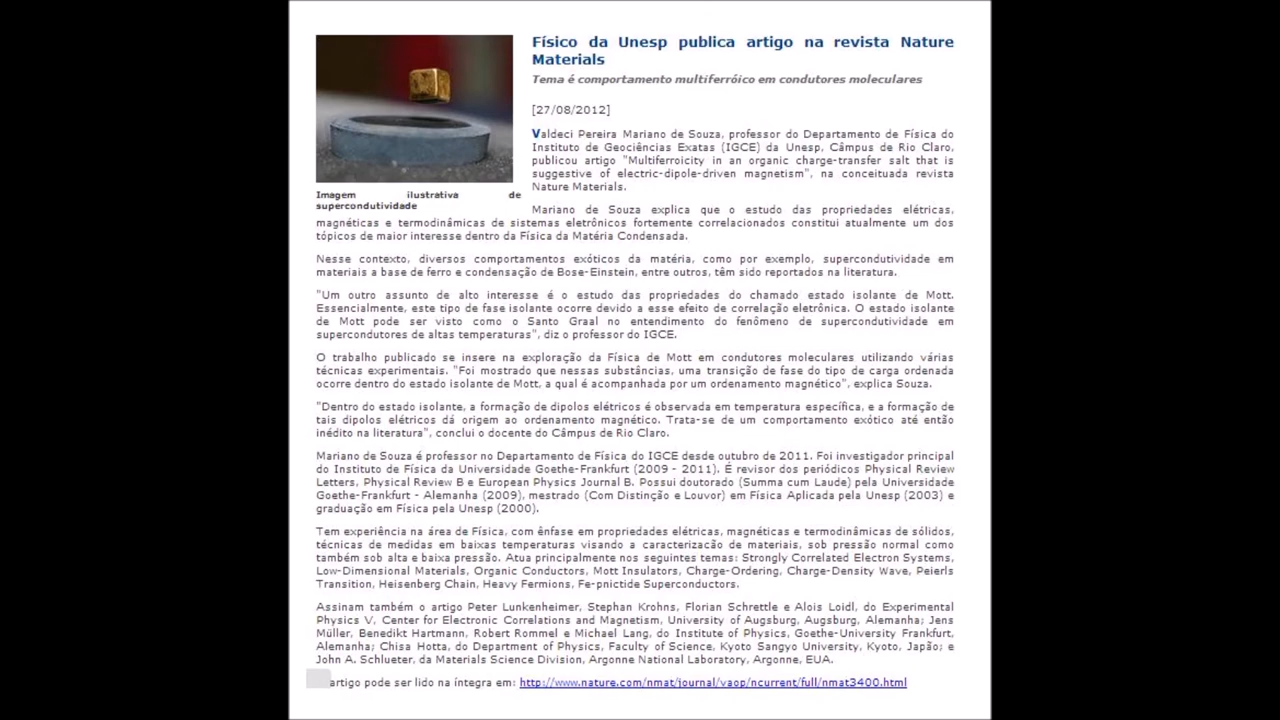 Físico da Unesp publica artigo na revista Nature
Materials
Tema é comportamento multiferróico em condutores moleculares
[27/08/2012]
Valdeci Pereira Mariano de Souza, professor do Departamento de Física do
Instituto de Geociências Exatas (IGCE) da Unesp, Câmpus de Rio Claro,
publicou artigo "Multiferroicity in an organic charge-transfer salt that is
suggestive of electric-dipole-driven magnetism", na conceituada revista
Nature Materials.
Imagem ilustrativa de
supercondutividade
Mariano de Souza explica que o estudo das propriedades elétricas,
magnéticas e termodinâmicas de sistemas eletrônicos fortemente correlacionados constitui atualmente um dos
tópicos de maior interesse dentro da Física da Matéria Condensada.
Nesse contexto, diversos comportamentos exóticos da matéria, como por exemplo, supercondutividade em
materiais a base de ferro e condensação de Bose-Einstein, entre outros, têm sido reportados na literatura.
"Um outro assunto de alto interesse é o estudo das propriedades do chamado estado isolante de Mott.
Essencialmente, este tipo de fase isolante ocorre devido a esse efeito de correlação eletrônica. O estado isolante
de Mott pode ser visto como o Santo Graal no entendimento do fenômeno de supercondutividade em
supercondutores de altas temperaturas", diz o professor do IGCE.
O trabalho publicado se insere na exploração da Física de Mott em condutores moleculares utilizando várias
técnicas experimentais. "Foi mostrado que nessas substâncias, uma transição de fase do tipo de carga ordenada
ocorre dentro do estado isolante de Mott, a qual é acompanhada por um ordenamento magnético", explica Souza.
"Dentro do estado isolante, a formação de dipolos elétricos é observada em temperatura específica, e a formação de
tais dipolos elétricos dá origem ao ordenamento magnético. Trata-se de um comportamento exótico até então
inédito na literatura", conclui o docente do Câmpus de Rio Claro.
Mariano de Souza é professor no Departamento de Física do IGCE desde outubro de 2011. Foi investigador principal
do Instituto de Física da Universidade Goethe-Frankfurt (2009 - 2011). É revisor dos periódicos Physical Review
Letters, Physical Review B e European Physics Journal B. Possui doutorado (Summa cum Laude) pela Universidade
Goethe-Frankfurt - Alemanha (2009), mestrado (Com Distinção e Louvor) em Física Aplicada pela Unesp (2003) e
graduação em Física pela Unesp (2000).
Tem experiência na área de Física, com ênfase em propriedades elétricas, magnéticas e termodinâmicas de sólidos,
técnicas de medidas em baixas temperaturas visando a caracterizacão de materiais, sob pressão normal como
também sob alta e baixa pressão. Atua principalmente nos seguintes temas: Strongly Correlated Electron Systems,
Low-Dimensional Materials, Organic Conductors, Mott Insulators, Charge-Ordering, Charge-Density Wave, Peierls
Transition, Heisenberg Chain, Heavy Fermions, Fe-pnictide Superconductors.
Assinam também o artigo Peter Lunkenheimer, Stephan Krohns, Florian Schrettle e Alois Loidl, do Experimental
Physics V, Center for Electronic Correlations and Magnetism, University of Augsburg, Augsburg, Alemanha; Jens
Müller, Benedikt Hartmann, Robert Rommel e Michael Lang, do Institute of Physics, Goethe-University Frankfurt,
Alemanha; Chisa Hotta, do Department of Physics, Faculty of Science, Kyoto Sangyo University, Kyoto, Japão; e
John A. Schlueter, da Materials Science Division, Argonne National Laboratory, Argonne, EUA.
artigo pode ser lido na íntegra em: http://www.nature.com/nmat/journal/vaop/ncurrent/full/nmat3400.html